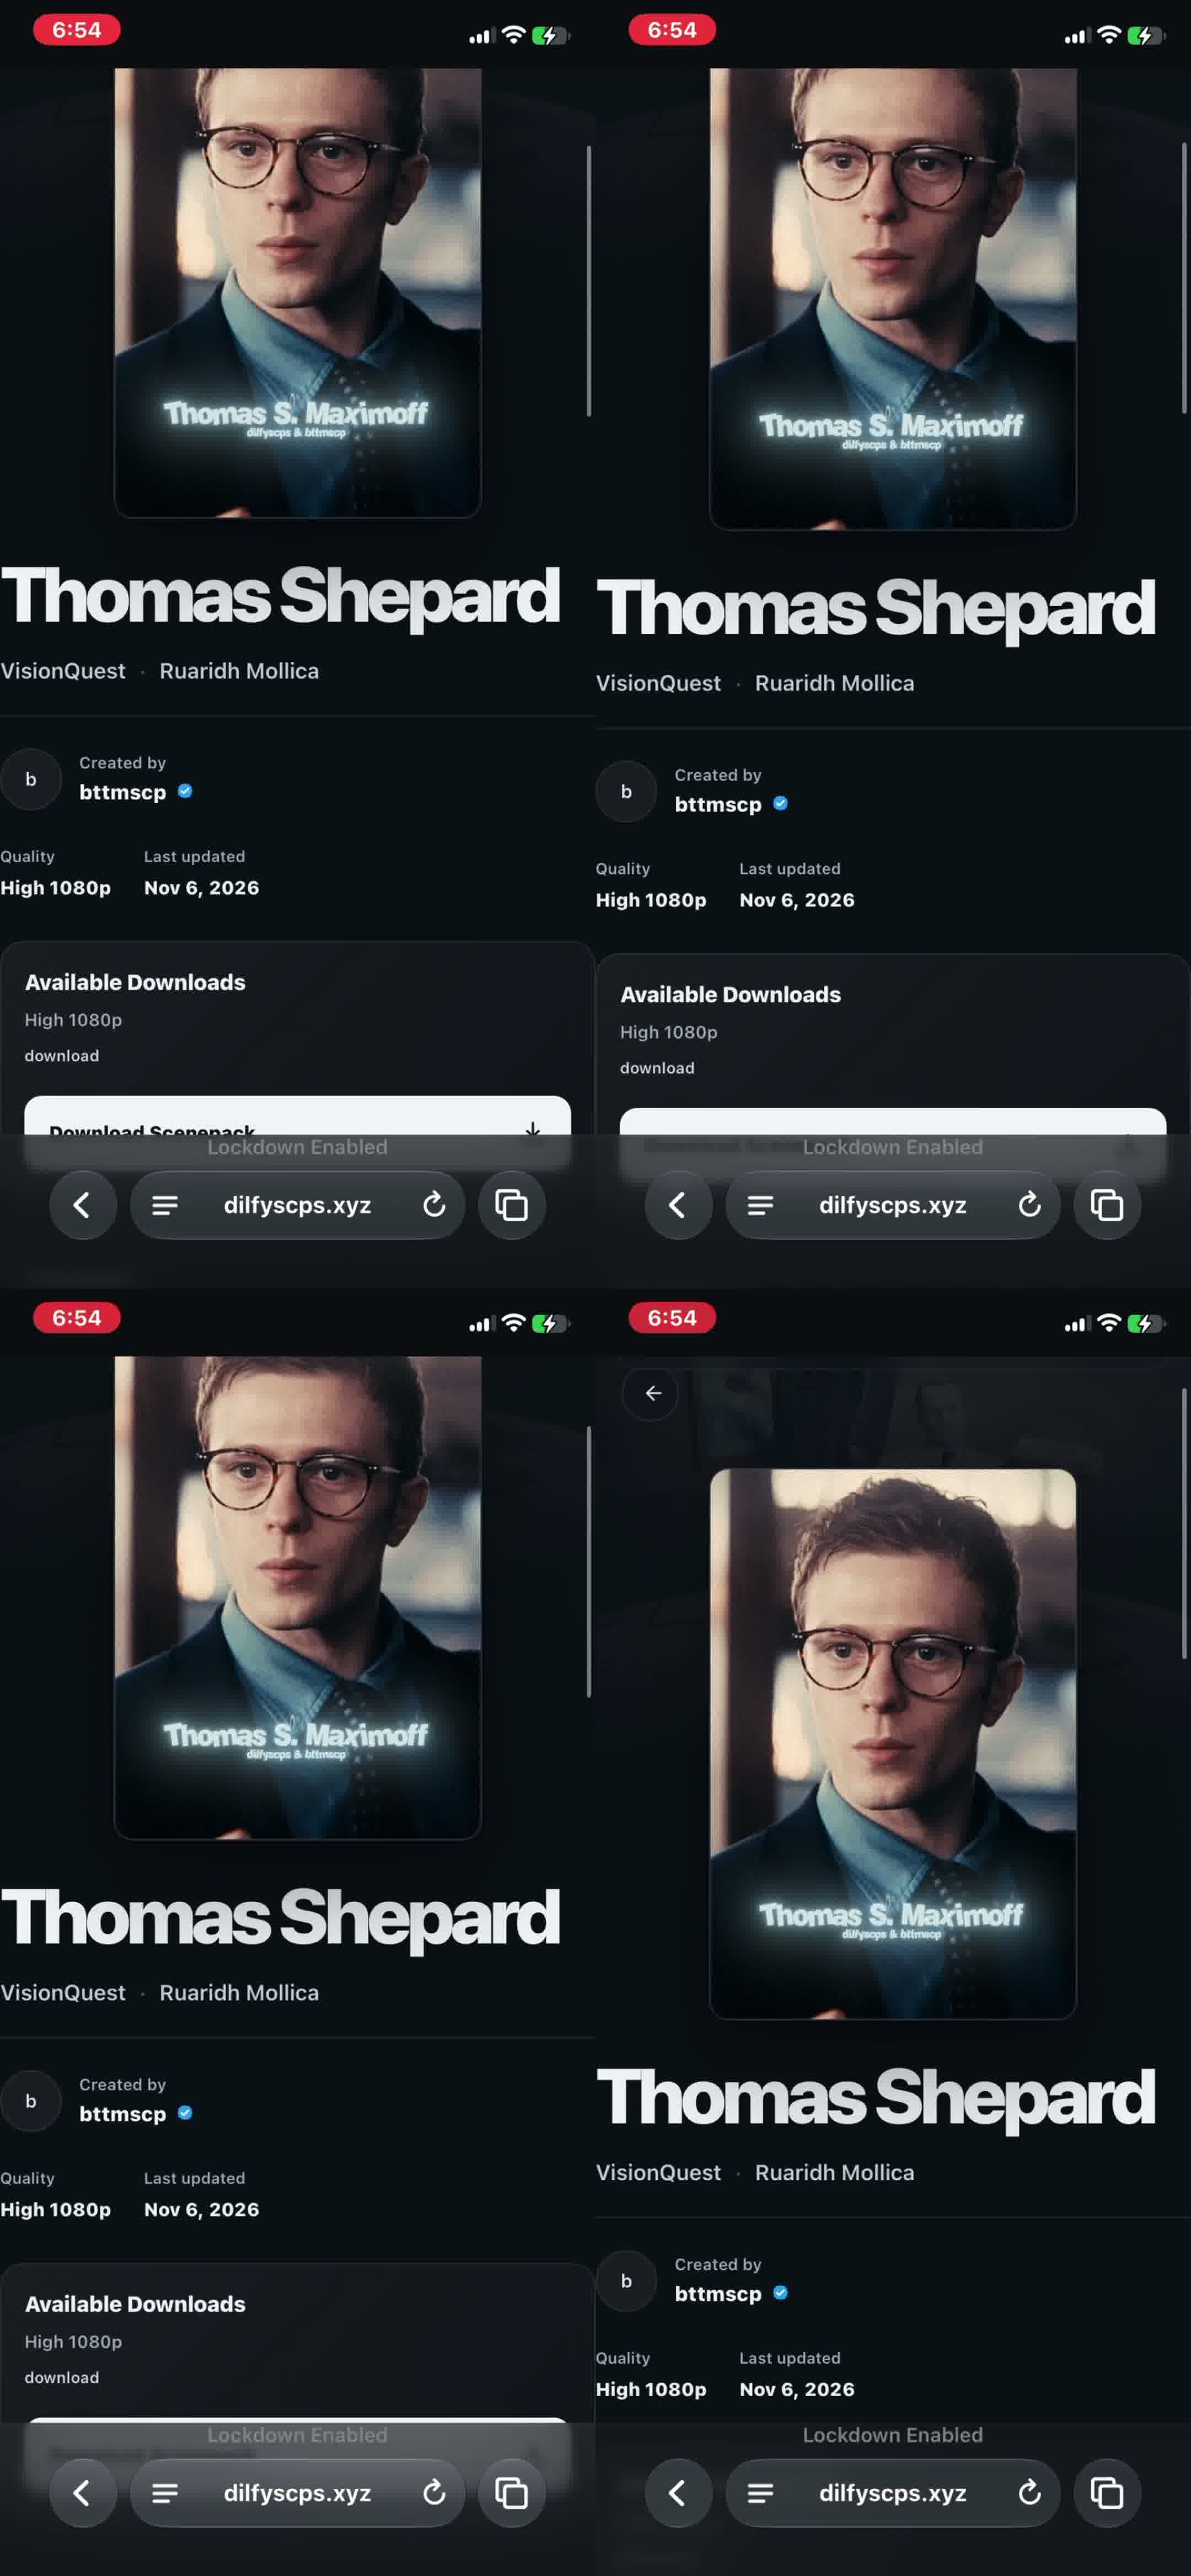 6:54
Thomas S. Maximoff
dilfyscps & bttmscp
Thomas Shepard
VisionQuest · Ruaridh Mollica
b
Created by
bttmscp
Quality Last updated
High 1080p Nov 6, 2026
Available Downloads
High 1080p
download
Download Scenepack
Lockdown Enabled
dilfyscps.xyz
6:54
Thomas S. Maximoff
dilfyscps & bttmscp
Thomas Shepard
VisionQuest · Ruaridh Mollica
b
Created by
bttmscp
Quality Last updated
High 1080p Nov 6, 2026
Available Downloads
High 1080p
download
Lockdown Enabled
dilfyscps.xyz
6:54
Thomas S. Maximoff
dilfyscps & bttmscp
Thomas Shepard
VisionQuest · Ruaridh Mollica
b
Created by
bttmscp
Quality Last updated
High 1080p Nov 6, 2026
Available Downloads
High 1080p
download
Lockdown Enabled
dilfyscps.xyz
6:54
Thomas S. Maximoff
dilfyscps & bttmscp
Thomas Shepard
VisionQuest · Ruaridh Mollica
b
Created by
bttmscp
Quality Last updated
High 1080p Nov 6, 2026
Lockdown Enabled
dilfyscps.xyz